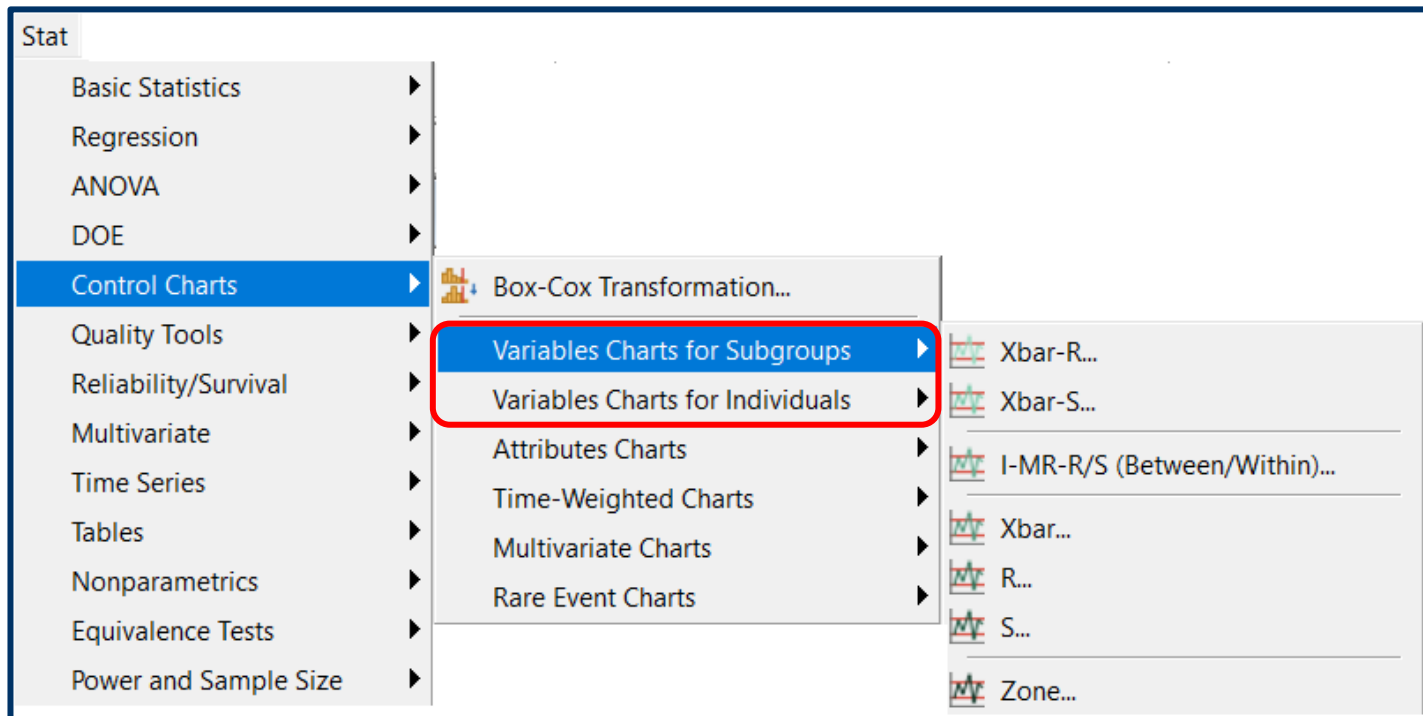 Stat
Basic Statistics
Regression
ANOVA
DOE
Control Charts
Quality Tools
Reliability/Survival
Multivariate
Time Series
Tables
Nonparametrics
Equivalence Tests
Power and Sample Size
Box-Cox Transformation...
Variables Charts for Subgroups
Variables Charts for Individuals
Attributes Charts
Time-Weighted Charts
Multivariate Charts
Rare Event Charts
Xbar-R...
Xbar-S...
I-MR-R/S (Between/Within)...
Xbar...
R...
S...
Zone...